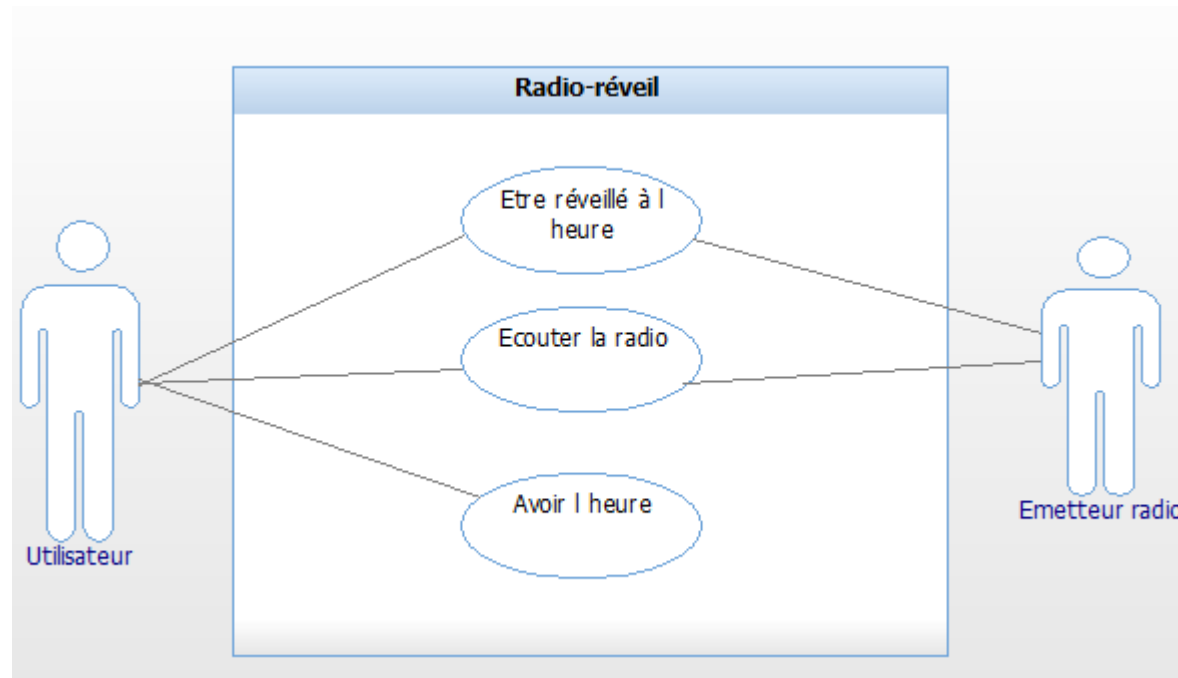 Radio-réveil
Etre réveillé à l
heure
Ecouter la radio
Avoir l heure
Utilisateur
Emetteur radio